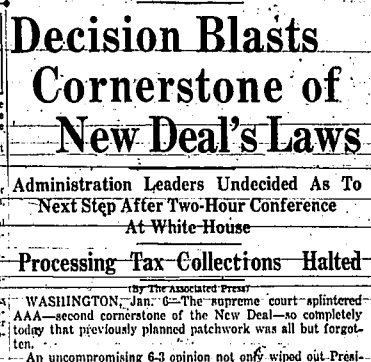 Decision Blasts
Cornerstone of
New Deal's Laws
Administration Leaders Undecided As To
Next Step After Two-Hour Conference
At White House
Processing Tax Collections Halted
(By The Associated Press)
WASHINGTON, Jan. 6—The supreme court splintered
AAA—second cornerstone of the New Deal—so completely
today that previously planned patchwork was all but forgot-
ten.
An uncompromising 6-3 opinion not only wiped out Presi-